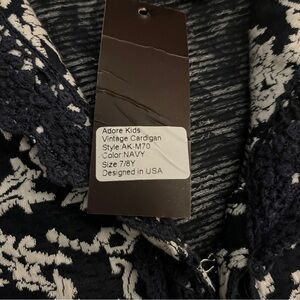 Adore Kids
Vintage Cardigan
Style AK-M70
Color NAVY
Size 7/8Y
Designed in USA